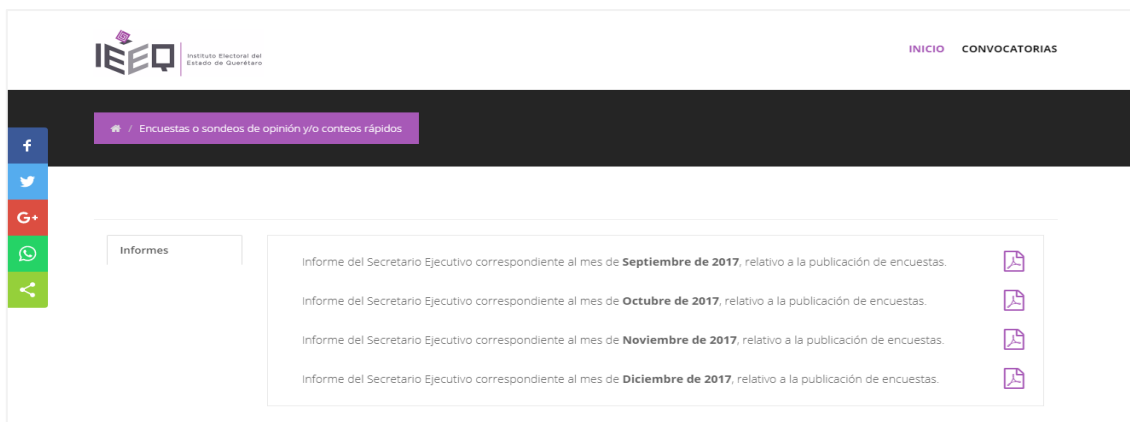 IEEQ
Instituto Electoral del
Estado de Querétaro
INICIO CONVOCATORIAS
/ Encuestas o sondeos de opinión y/o conteos rápidos
f
G+
Informes
Informe del Secretario Ejecutivo correspondiente al mes de Septiembre de 2017, relativo a la publicación de encuestas.
Informe del Secretario Ejecutivo correspondiente al mes de Octubre de 2017, relativo a la publicación de encuestas.
Informe del Secretario Ejecutivo correspondiente al mes de Noviembre de 2017, relativo a la publicación de encuestas.
Informe del Secretario Ejecutivo correspondiente al mes de Diciembre de 2017, relativo a la publicación de encuestas.